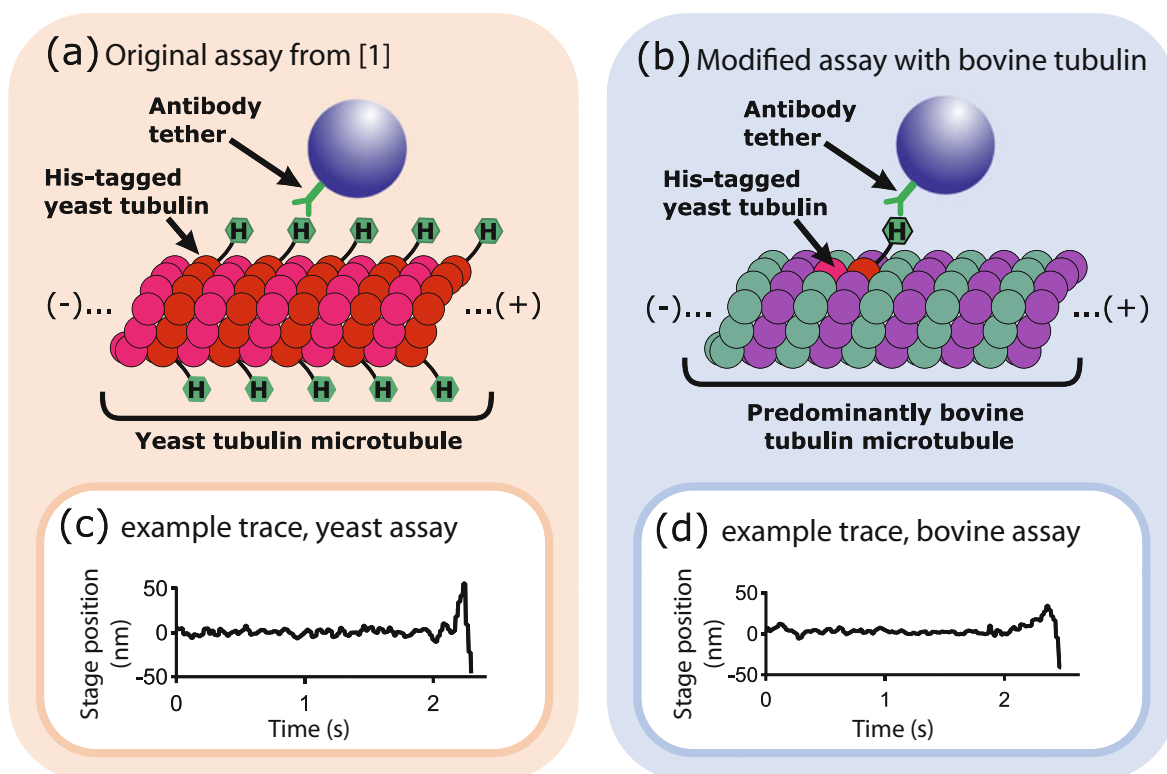 (a) Original assay from [1]
Antibody
tether
His-tagged
yeast tubulin
H H H H H
(-)... ...(+)
H H H H H
Yeast tubulin microtubule
(b) Modified assay with bovine tubulin
Antibody
tether
His-tagged
yeast tubulin
H
(-)... ...(+)
Predominantly bovine
tubulin microtubule
(c) example trace, yeast assay
Stage position
(nm)
50
0
-50
0 1 2
Time (s)
(d) example trace, bovine assay
Stage position
(nm)
50
0
-50
0 1 2
Time (s)